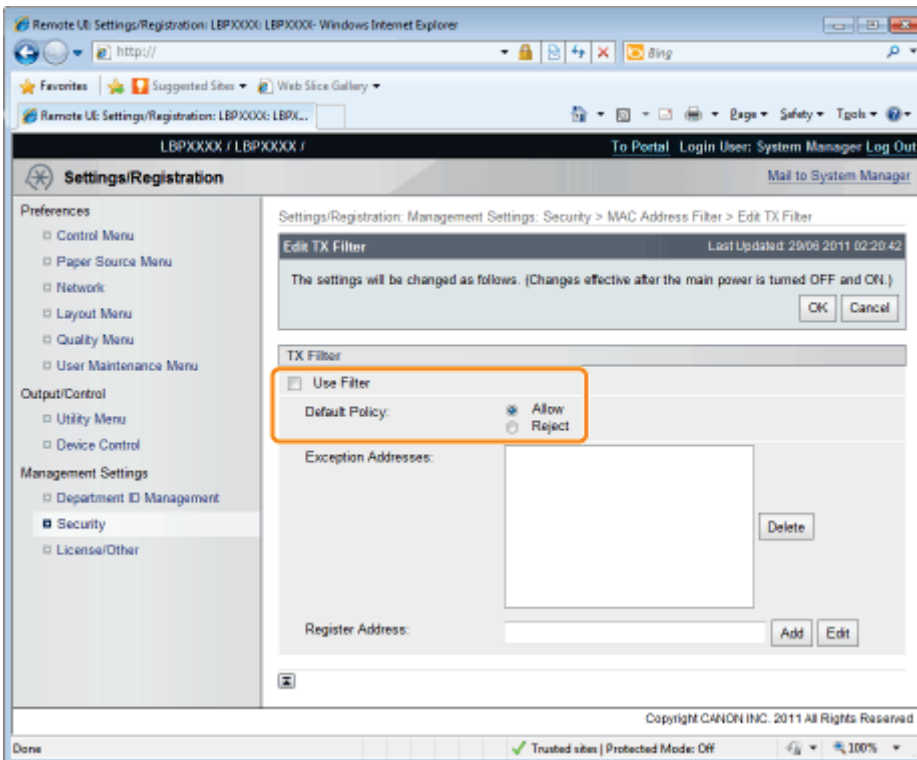 Remote UI: Settings/Registration: LBPXXXX: LBPXXXX- Windows Internet Explorer
http://
Bing
Favorites
Suggested Sites
Web Slice Gallery
Remote UI: Settings/Registration: LBPXXXX: LBPX...
Page
Safety
Tools
LBPXXXX / LBPXXXX /
To Portal Login User: System Manager Log Out
Settings/Registration
Mail to System Manager
Preferences
Control Menu
Paper Source Menu
Network
Layout Menu
Quality Menu
User Maintenance Menu
Output/Control
Utility Menu
Device Control
Management Settings
Department ID Management
Security
License/Other
Settings/Registration: Management Settings: Security > MAC Address Filter > Edit TX Filter
Edit TX Filter
Last Updated: 29/06 2011 02:20:42
The settings will be changed as follows. (Changes effective after the main power is turned OFF and ON.)
OK
Cancel
TX Filter
Use Filter
Default Policy:
Allow
Reject
Exception Addresses:
Delete
Register Address:
Add
Edit
Copyright CANON INC. 2011 All Rights Reserved
Done
Trusted sites | Protected Mode: Off
100%